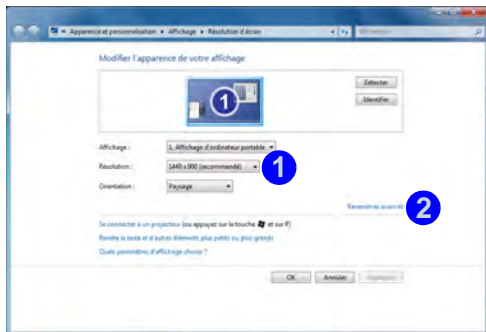 Apparence et personnalisation ▸ Affichage ▸ Résolution d'écran
Modifier l'apparence de votre affichage
1
Détecter
Identifier
Affichage :
1. Affichage d'ordinateur portable
Résolution :
1440 x 900 (recommandé)
1
Orientation :
Paysage
Paramètres avancés
2
Se connecter à un projecteur (ou appuyez sur la touche et sur P)
Rendre le texte et d'autres éléments plus petits ou plus grands
Quels paramètres d'affichage choisir ?
OK
Annuler
Appliquer